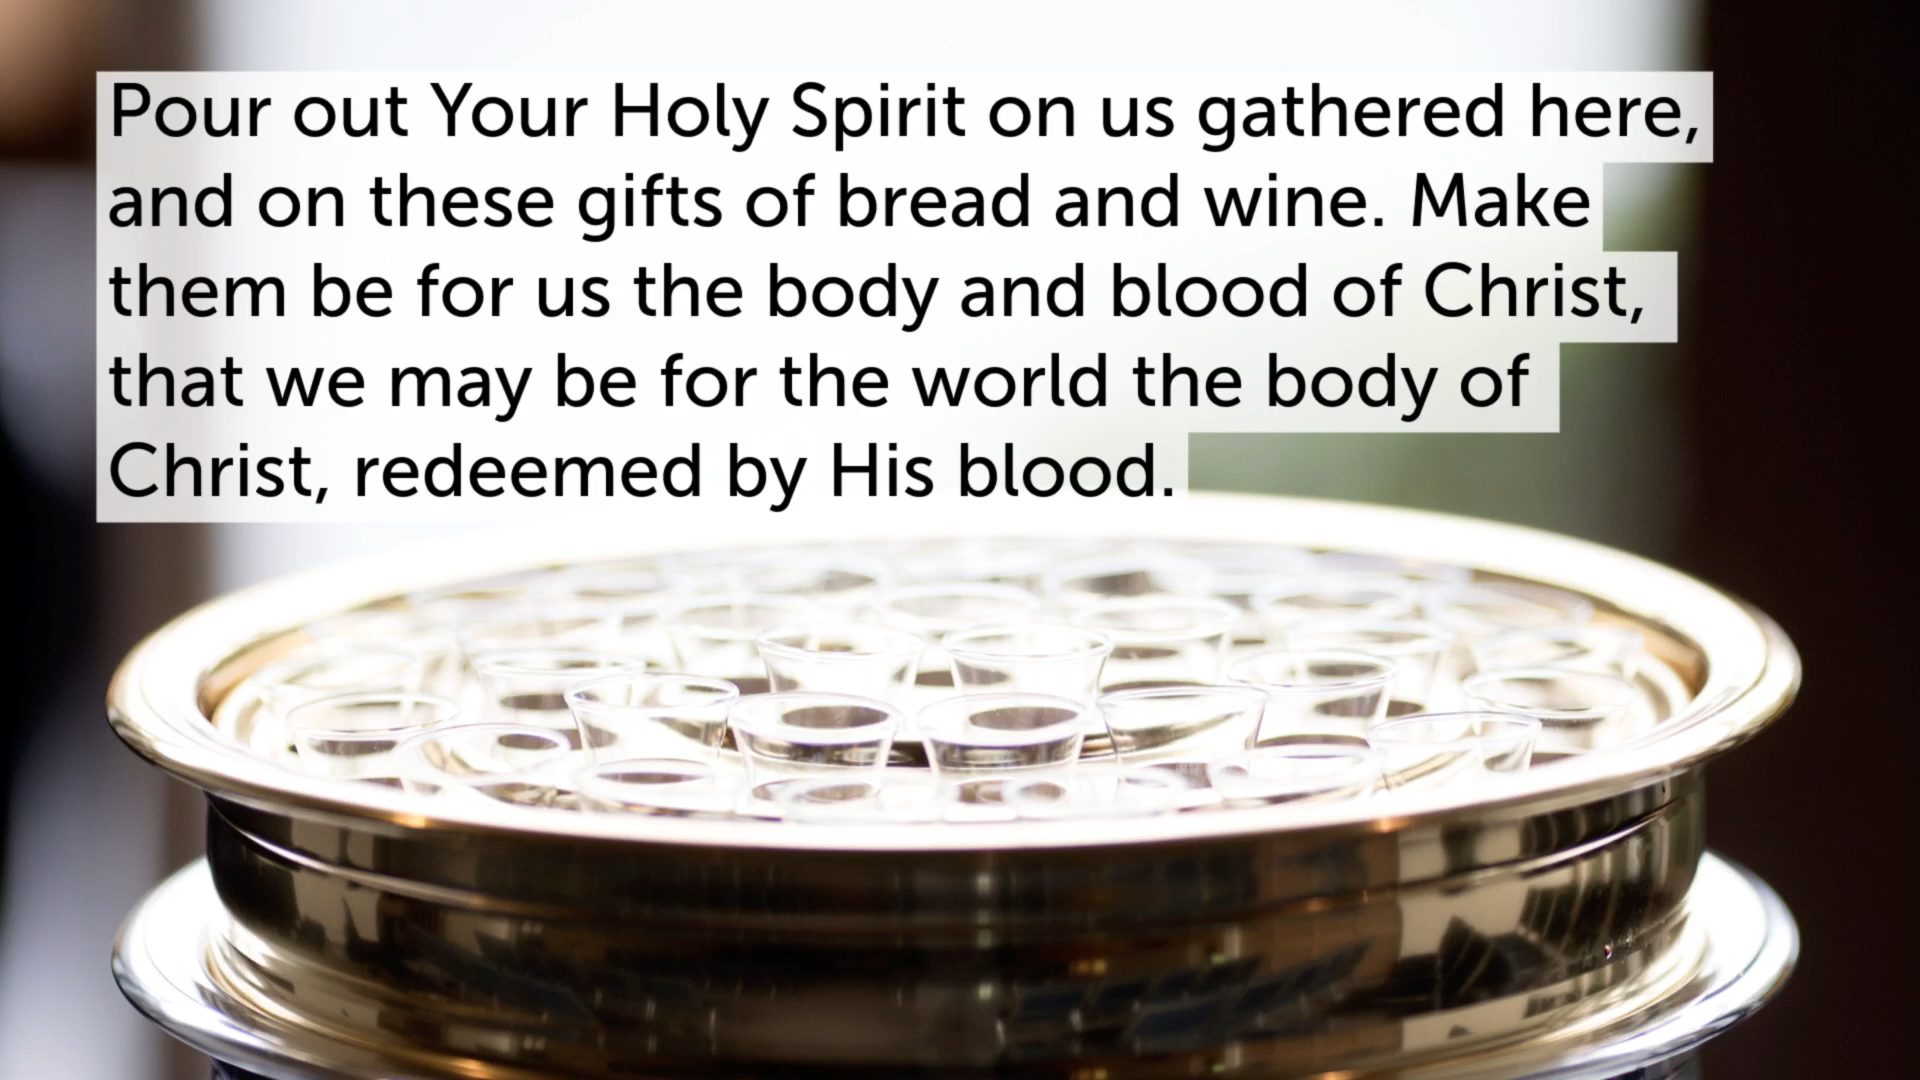 Pour out Your Holy Spirit on us gathered here,
and on these gifts of bread and wine. Make
them be for us the body and blood of Christ,
that we may be for the world the body of
Christ, redeemed by His blood.